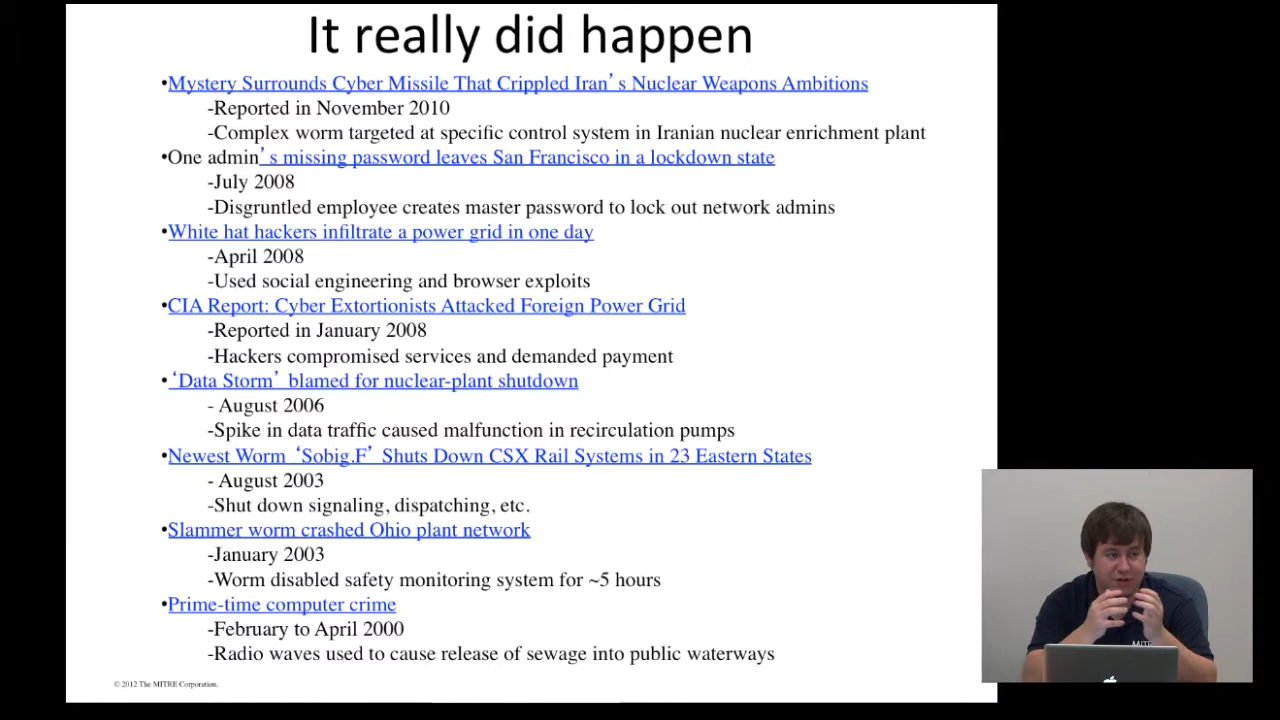 It really did happen
•Mystery Surrounds Cyber Missile That Crippled Iran’s Nuclear Weapons Ambitions
-Reported in November 2010
-Complex worm targeted at specific control system in Iranian nuclear enrichment plant
•One admin’s missing password leaves San Francisco in a lockdown state
-July 2008
-Disgruntled employee creates master password to lock out network admins
•White hat hackers infiltrate a power grid in one day
-April 2008
-Used social engineering and browser exploits
•CIA Report: Cyber Extortionists Attacked Foreign Power Grid
-Reported in January 2008
-Hackers compromised services and demanded payment
•‘Data Storm’ blamed for nuclear-plant shutdown
- August 2006
-Spike in data traffic caused malfunction in recirculation pumps
•Newest Worm ‘Sobig.F’ Shuts Down CSX Rail Systems in 23 Eastern States
- August 2003
-Shut down signaling, dispatching, etc.
•Slammer worm crashed Ohio plant network
-January 2003
-Worm disabled safety monitoring system for ~5 hours
•Prime-time computer crime
-February to April 2000
-Radio waves used to cause release of sewage into public waterways
© 2012 The MITRE Corporation.
MITRE